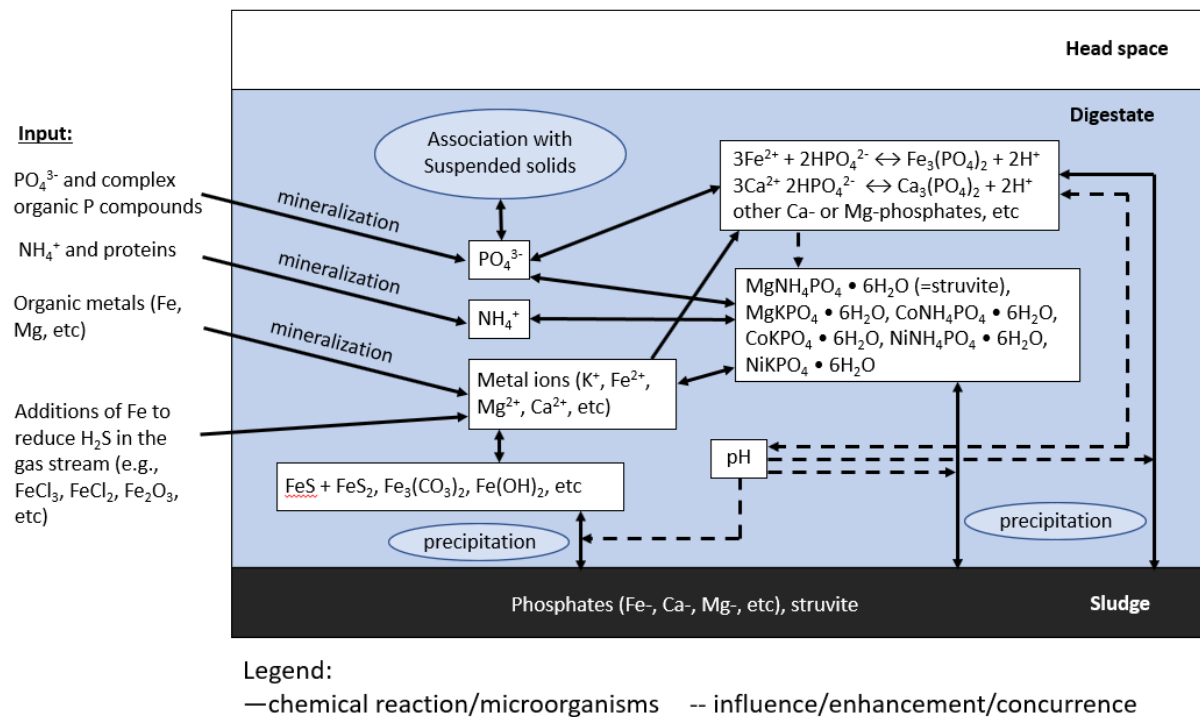 Head space
Digestate
Input:
PO₄³⁻ and complex
organic P compounds
NH₄⁺ and proteins
Organic metals (Fe,
Mg, etc)
Additions of Fe to
reduce H₂S in the
gas stream (e.g.,
FeCl₃, FeCl₂, Fe₂O₃,
etc)
mineralization
mineralization
mineralization
Association with
Suspended solids
PO₄³⁻
NH₄⁺
Metal ions (K⁺, Fe²⁺,
Mg²⁺, Ca²⁺, etc)
FeS + FeS₂, Fe₃(CO₃)₂, Fe(OH)₂, etc
precipitation
3Fe²⁺ + 2HPO₄²⁻ ↔ Fe₃(PO₄)₂ + 2H⁺
3Ca²⁺ 2HPO₄²⁻ ↔ Ca₃(PO₄)₂ + 2H⁺
other Ca- or Mg-phosphates, etc
MgNH₄PO₄ • 6H₂O (=struvite),
MgKPO₄ • 6H₂O, CoNH₄PO₄ • 6H₂O,
CoKPO₄ • 6H₂O, NiNH₄PO₄ • 6H₂O,
NiKPO₄ • 6H₂O
pH
precipitation
Phosphates (Fe-, Ca-, Mg-, etc), struvite
Sludge
Legend:
—chemical reaction/microorganisms -- influence/enhancement/concurrence